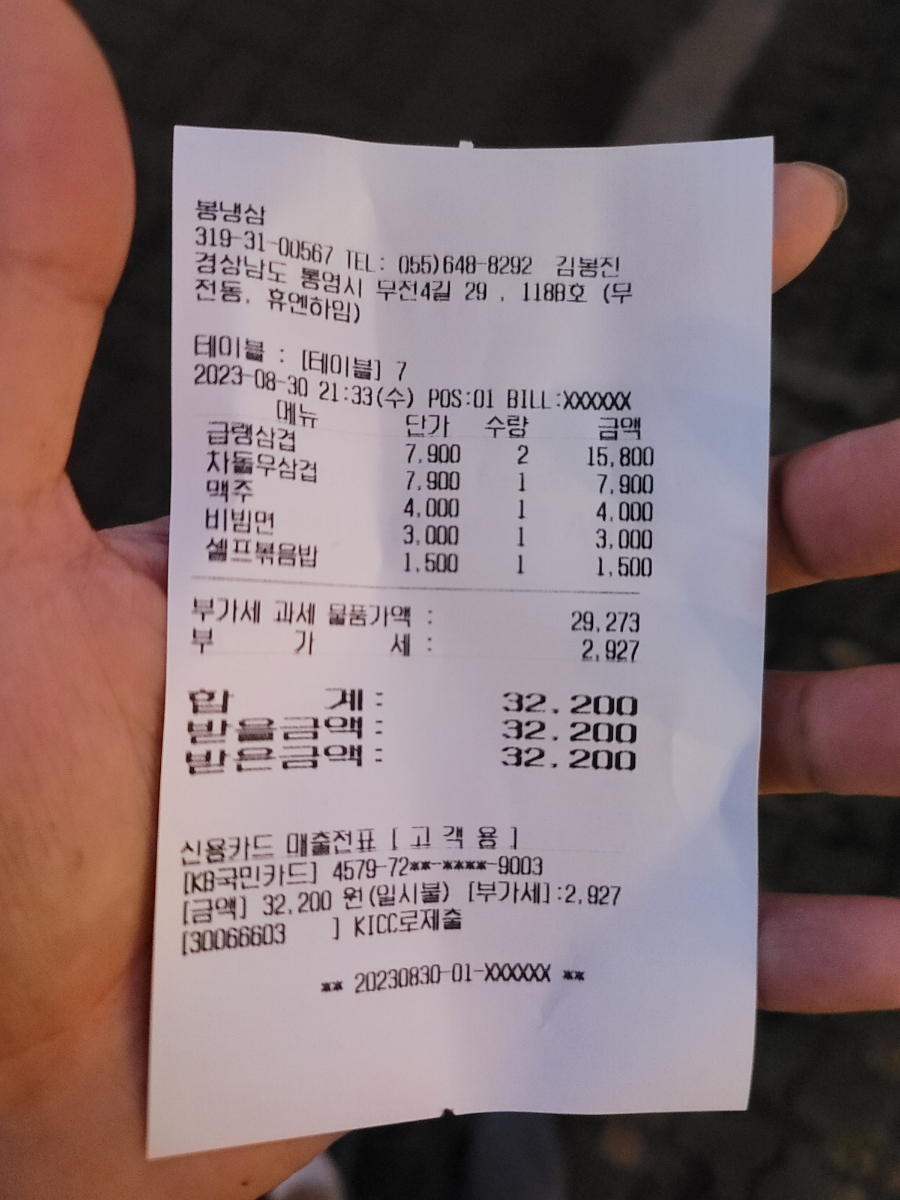 봉냉삼
319-31-00567 TEL: 055)648-8292 김봉진
경상남도 통영시 무전4길 29 , 118B호 (무
전동, 휴엔하임)
테이블 : [테이블] 7
2023-08-30 21:33(수) POS:01 BILL:XXXXXX
메뉴 단가 수량 금액
급랭삼겹 7,900 2 15,800
차돌우삼겹 7,900 1 7,900
맥주 4,000 1 4,000
비빔면 3,000 1 3,000
셀프볶음밥 1,500 1 1,500
부가세 과세 물품가액 : 29,273
부 가 세 : 2,927
합 계: 32,200
받을금액: 32,200
받은금액: 32,200
신용카드 매출전표 [ 고 객 용 ]
[KB국민카드] 4579-72**-****-9003
[금액] 32,200 원(일시불) [부가세]:2,927
[30066603 ] KICC로제출
** 20230830-01-XXXXXX **